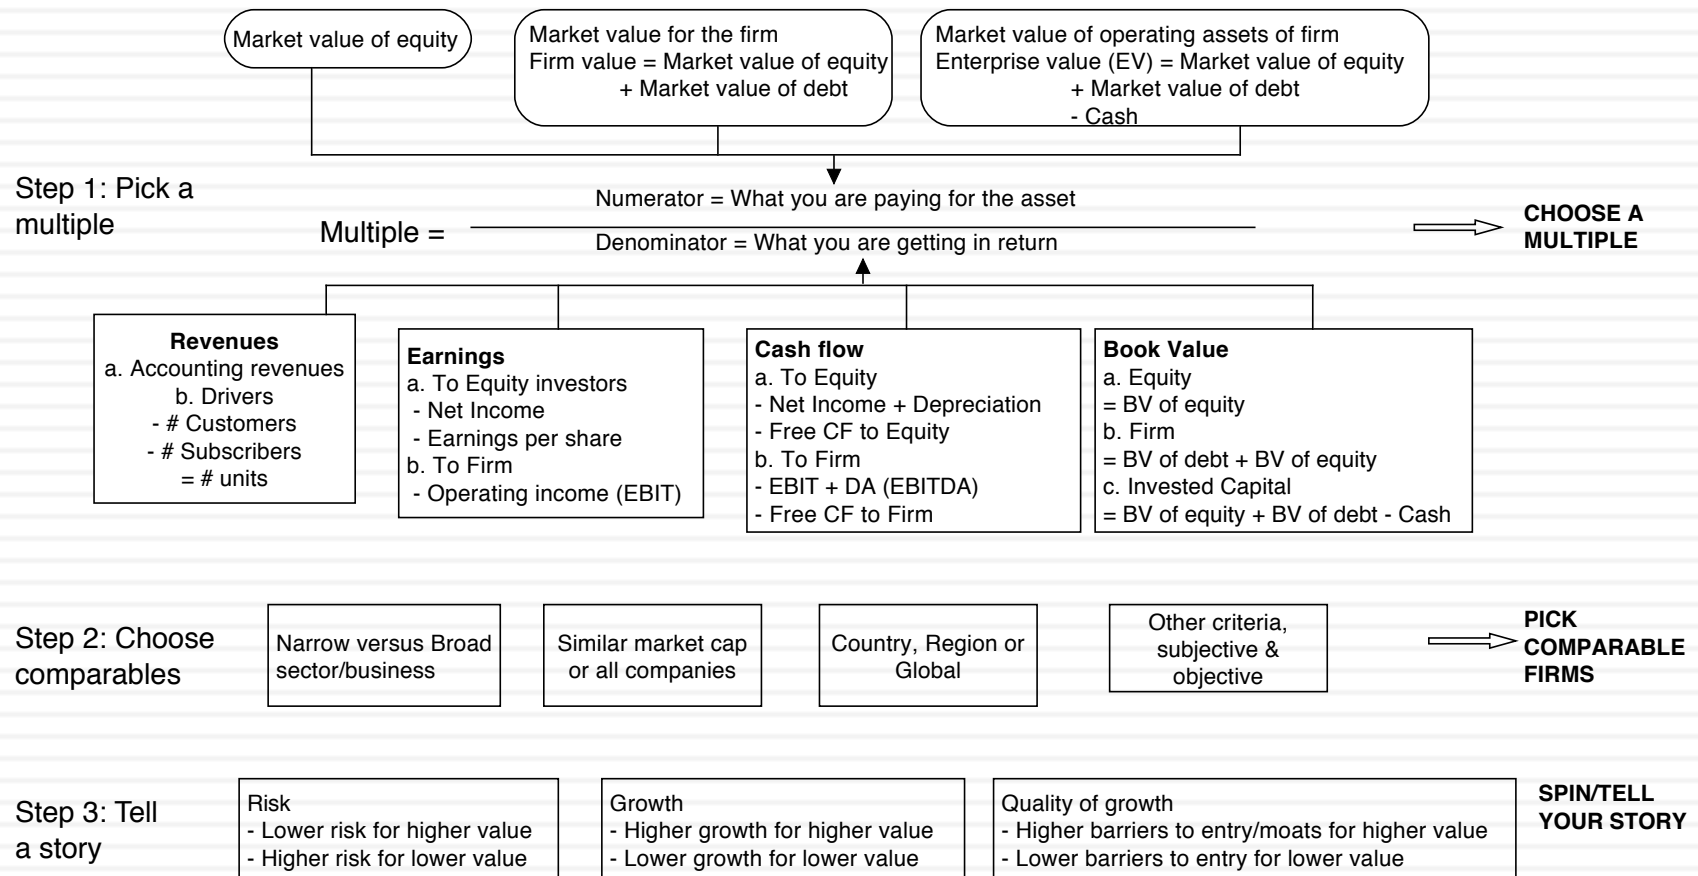 Market value of equity
Market value for the firm
Firm value = Market value of equity
+ Market value of debt
Market value of operating assets of firm
Enterprise value (EV) = Market value of equity
+ Market value of debt
- Cash
Step 1: Pick a
multiple
Numerator = What you are paying for the asset
Multiple =
Denominator = What you are getting in return
CHOOSE A
MULTIPLE
Revenues
a. Accounting revenues
b. Drivers
- # Customers
- # Subscribers
= # units
Earnings
a. To Equity investors
- Net Income
- Earnings per share
b. To Firm
- Operating income (EBIT)
Cash flow
a. To Equity
- Net Income + Depreciation
- Free CF to Equity
b. To Firm
- EBIT + DA (EBITDA)
- Free CF to Firm
Book Value
a. Equity
= BV of equity
b. Firm
= BV of debt + BV of equity
c. Invested Capital
= BV of equity + BV of debt - Cash
Step 2: Choose
comparables
Narrow versus Broad
sector/business
Similar market cap
or all companies
Country, Region or
Global
Other criteria,
subjective &
objective
PICK
COMPARABLE
FIRMS
Step 3: Tell
a story
Risk
- Lower risk for higher value
- Higher risk for lower value
Growth
- Higher growth for higher value
- Lower growth for lower value
Quality of growth
- Higher barriers to entry/moats for higher value
- Lower barriers to entry for lower value
SPIN/TELL
YOUR STORY